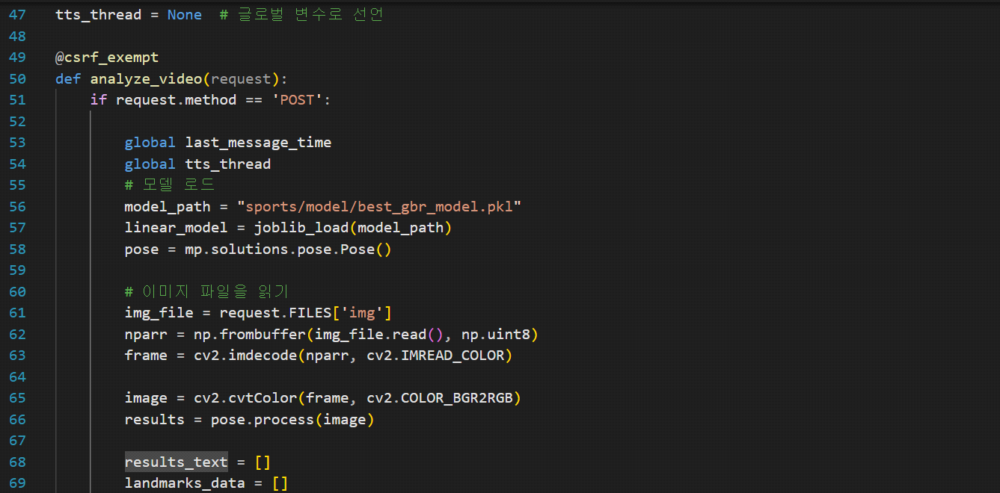 47 tts_thread = None # 글로벌 변수로 선언
48
49 @csrf_exempt
50 def analyze_video(request):
51 if request.method == 'POST':
52
53 global last_message_time
54 global tts_thread
55 # 모델 로드
56 model_path = "sports/model/best_gbr_model.pkl"
57 linear_model = joblib_load(model_path)
58 pose = mp.solutions.pose.Pose()
59
60 # 이미지 파일을 읽기
61 img_file = request.FILES['img']
62 nparr = np.frombuffer(img_file.read(), np.uint8)
63 frame = cv2.imdecode(nparr, cv2.IMREAD_COLOR)
64
65 image = cv2.cvtColor(frame, cv2.COLOR_BGR2RGB)
66 results = pose.process(image)
67
68 results_text = []
69 landmarks_data = []